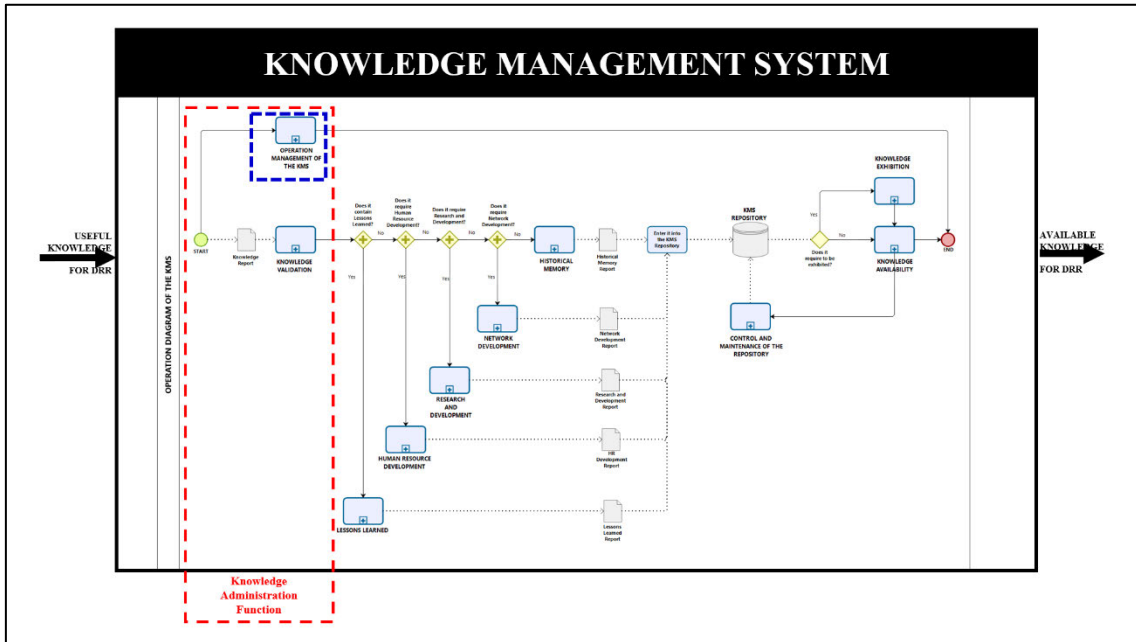 KNOWLEDGE MANAGEMENT SYSTEM
OPERATION DIAGRAM OF THE KMS
USEFUL
KNOWLEDGE
FOR DRR
OPERATION
MANAGEMENT OF
THE KMS
START
Knowledge
Report
KNOWLEDGE
VALIDATION
Does it
contain
Lessons
Learned?
Does it
require
Human
Resource
Development?
Does it require
Research and
Development?
Does it
require
Network
Development?
No
No
No
No
Yes
Yes
Yes
Yes
HISTORICAL
MEMORY
Historical
Memory
Report
Enter it into
the KMS
Repository
KMS
REPOSITORY
Does it
require to be
exhibited?
Yes
KNOWLEDGE
EXHIBITION
KNOWLEDGE
AVAILABILITY
END
AVAILABLE
KNOWLEDGE
FOR DRR
CONTROL AND
MAINTENANCE OF THE
REPOSITORY
NETWORK
DEVELOPMENT
Network
Development
Report
RESEARCH
AND
DEVELOPMENT
Research and
Development
Report
HUMAN RESOURCE
DEVELOPMENT
HR
Development
Report
LESSONS LEARNED
Lessons
Learned
Report
Knowledge
Administration
Function